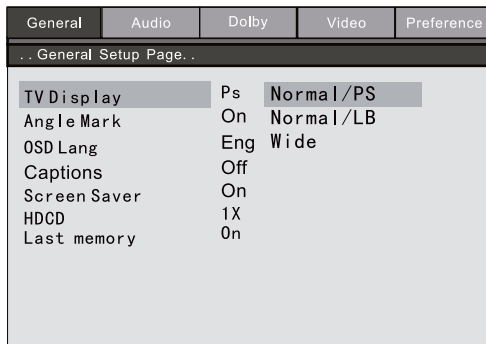 General Audio Dolby Video Preference
. . General Setup Page. .
TV Display Ps Normal/PS
Angle Mark On Normal/LB
OSD Lang Eng Wide
Captions Off
Screen Saver On
HDCD 1X
Last memory On